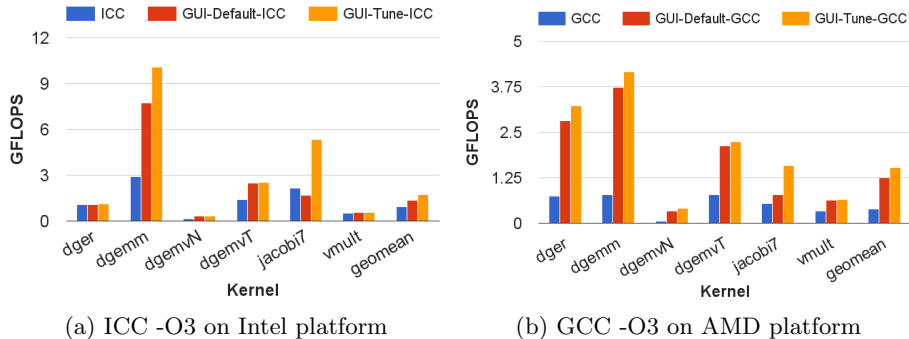 ICC GUI-Default-ICC GUI-Tune-ICC
12
9
6
3
0
GFLOPS
dger dgemm dgemvN dgemvT jacobi7 vmult geomean
Kernel
(a) ICC -O3 on Intel platform
GCC GUI-Default-GCC GUI-Tune-GCC
5
3.75
2.5
1.25
0
GFLOPS
dger dgemm dgemvN dgemvT jacobi7 vmult geomean
Kernel
(b) GCC -O3 on AMD platform